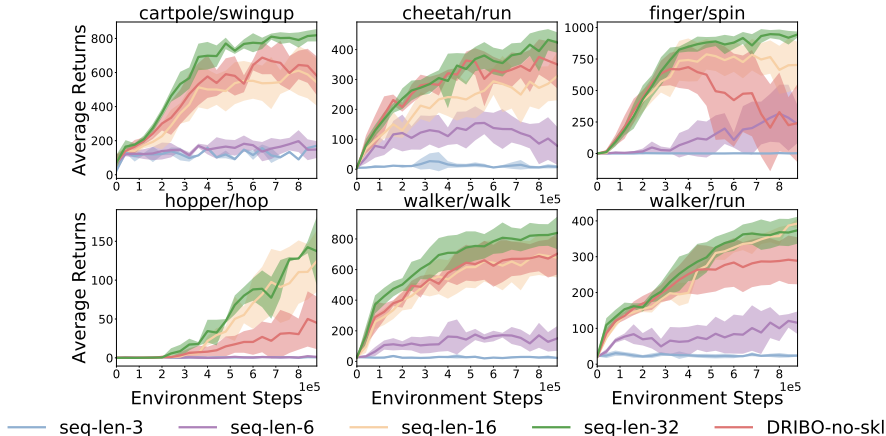 cartpole/swingup
cheetah/run
finger/spin
Average Returns
800
600
400
200
0
0 1 2 3 4 5 6 7 8
400
300
200
100
0
0 1 2 3 4 5 6 7 8
1e5
1000
750
500
250
0
0 1 2 3 4 5 6 7 8
hopper/hop
walker/walk
walker/run
Average Returns
150
100
50
0
0 1 2 3 4 5 6 7 8
1e5
800
600
400
200
0
0 1 2 3 4 5 6 7 8
1e5
400
300
200
100
0
0 1 2 3 4 5 6 7 8
1e5
Environment Steps
Environment Steps
Environment Steps
seq-len-3
seq-len-6
seq-len-16
seq-len-32
DRIBO-no-skl